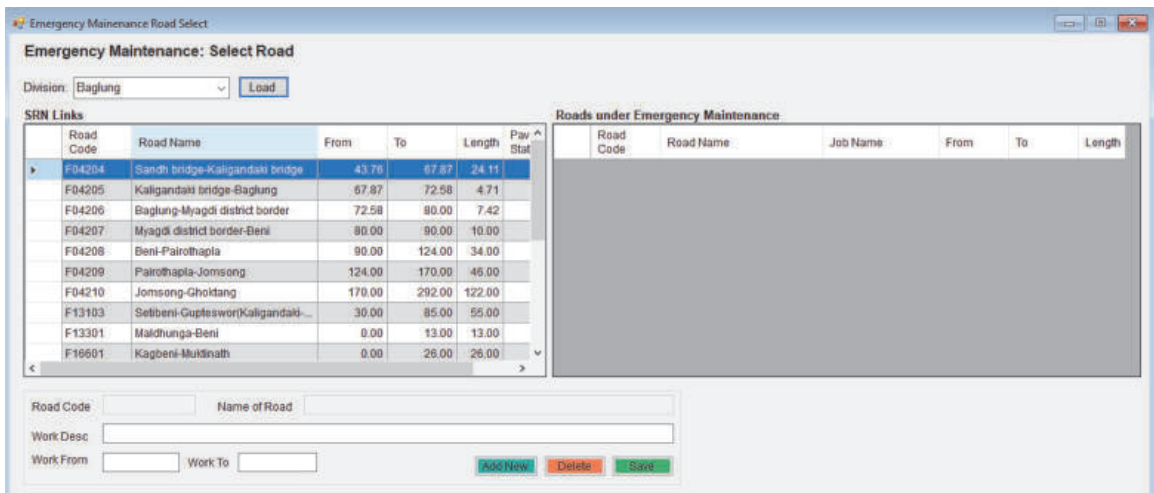 Emergency Mainenance Road Select
Emergency Maintenance: Select Road
Division: Baglung Load
SRN Links Roads under Emergency Maintenance
Road Code Road Name From To Length Pav Stat Road Code Road Name Job Name From To Length
F04204 Sandh bridge-Kaligandaki bridge 43.76 67.87 24.11
F04205 Kaligandaki bridge-Baglung 67.87 72.58 4.71
F04206 Baglung-Myagdi district border 72.58 80.00 7.42
F04207 Myagdi district border-Beni 80.00 90.00 10.00
F04208 Beni-Pairothapla 90.00 124.00 34.00
F04209 Pairothapla-Jomsong 124.00 170.00 46.00
F04210 Jomsong-Ghoktang 170.00 292.00 122.00
F13103 Setibeni-Gupteswor(Kaligandaki-... 30.00 85.00 55.00
F13301 Maldhunga-Beni 0.00 13.00 13.00
F16601 Kagbeni-Muktinath 0.00 26.00 26.00
Road Code Name of Road
Work Desc
Work From Work To Add New Delete Save